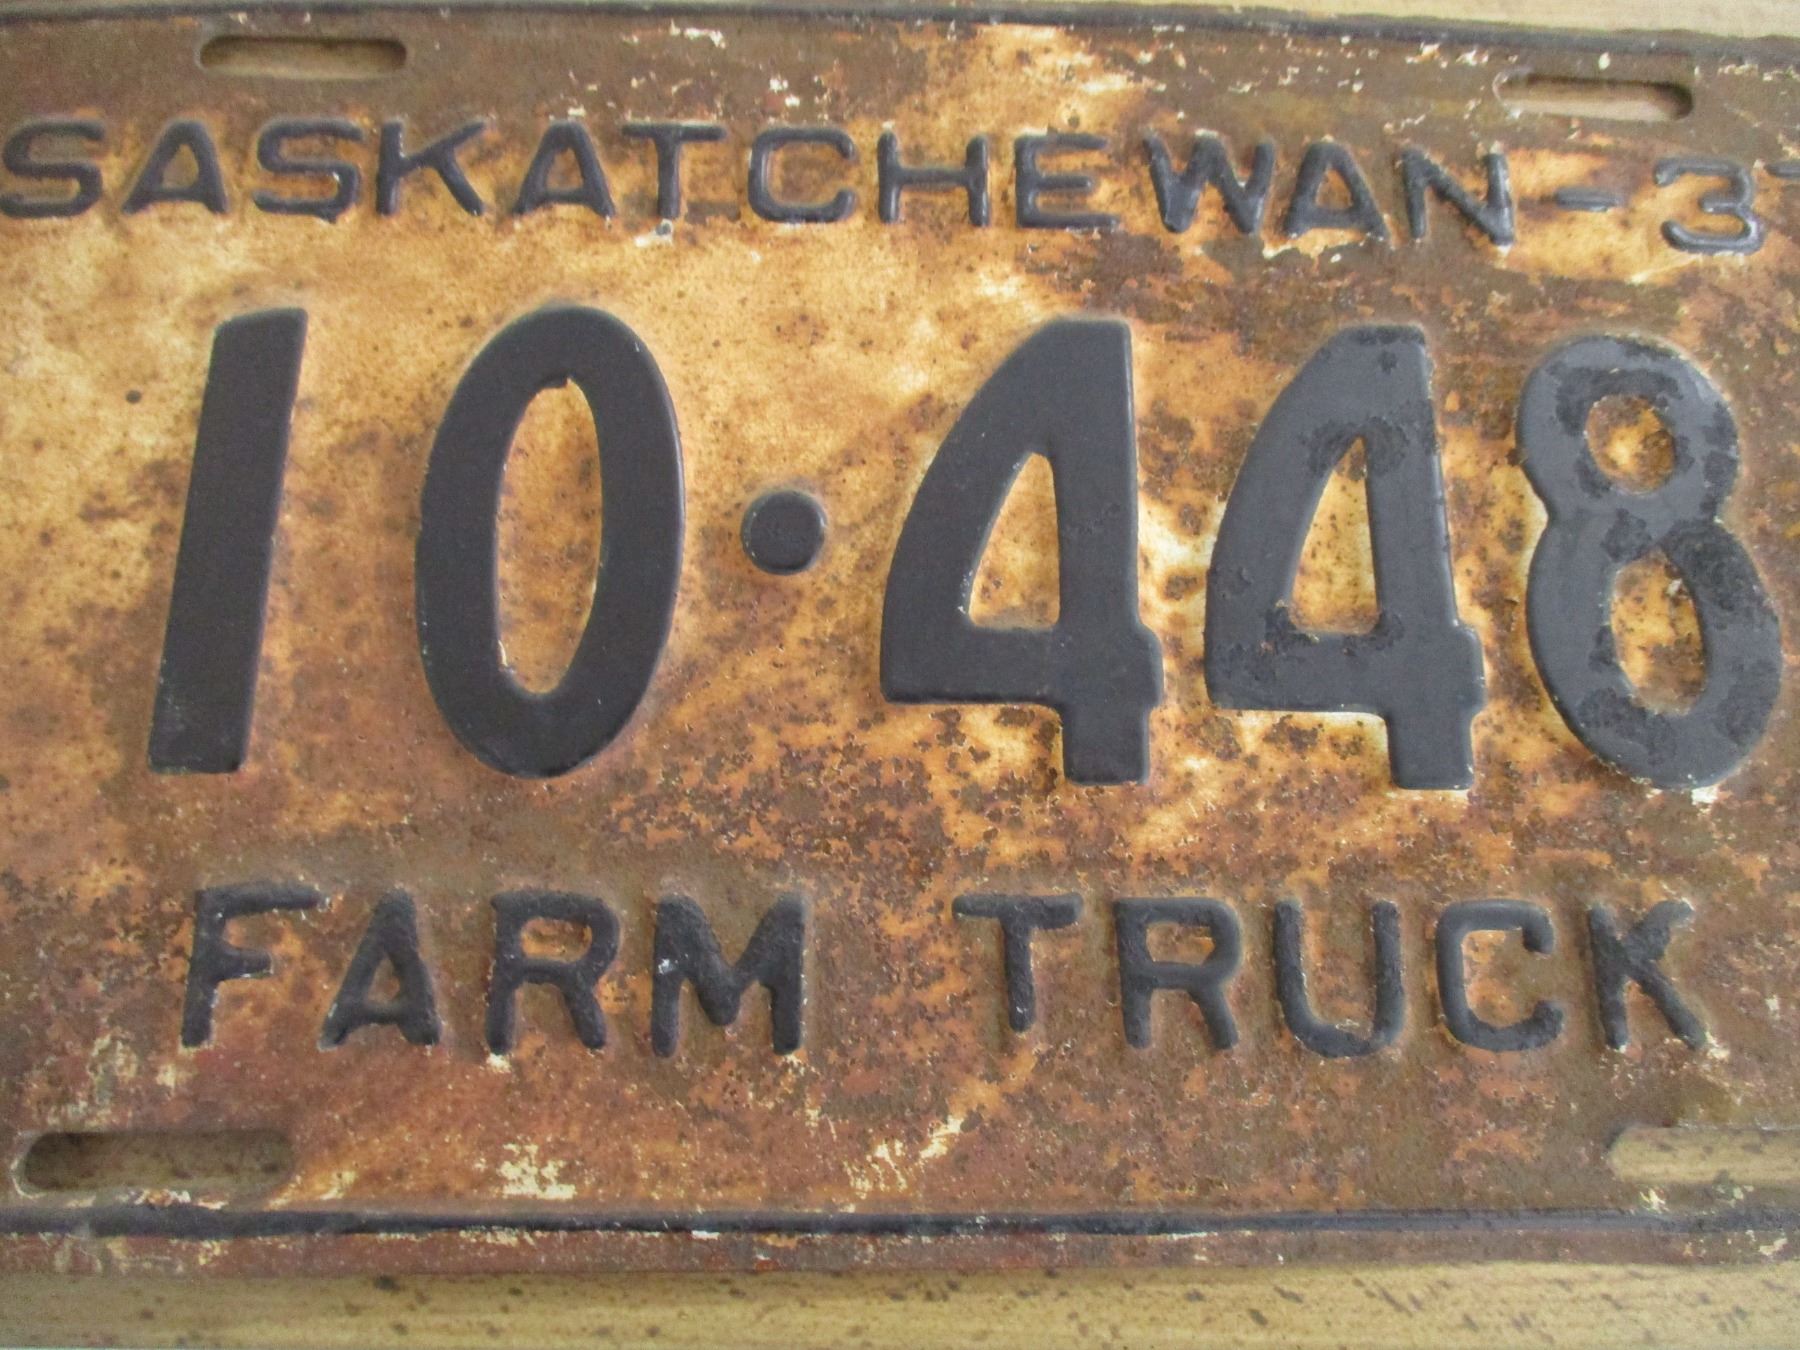 SASKATCHEWAN-3
10·448
FARM TRUCK